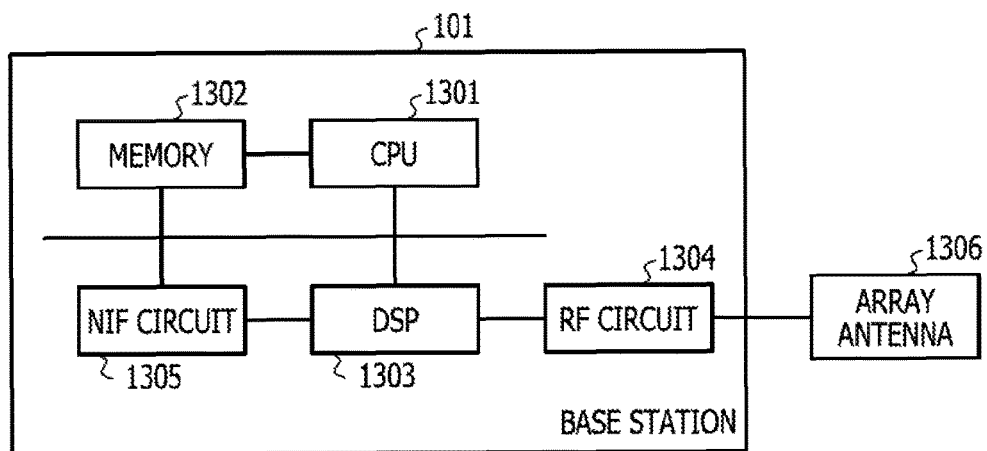 101
1302
1301
MEMORY
CPU
1304
1306
NIF CIRCUIT
DSP
RF CIRCUIT
ARRAY
ANTENNA
1305
1303
BASE STATION